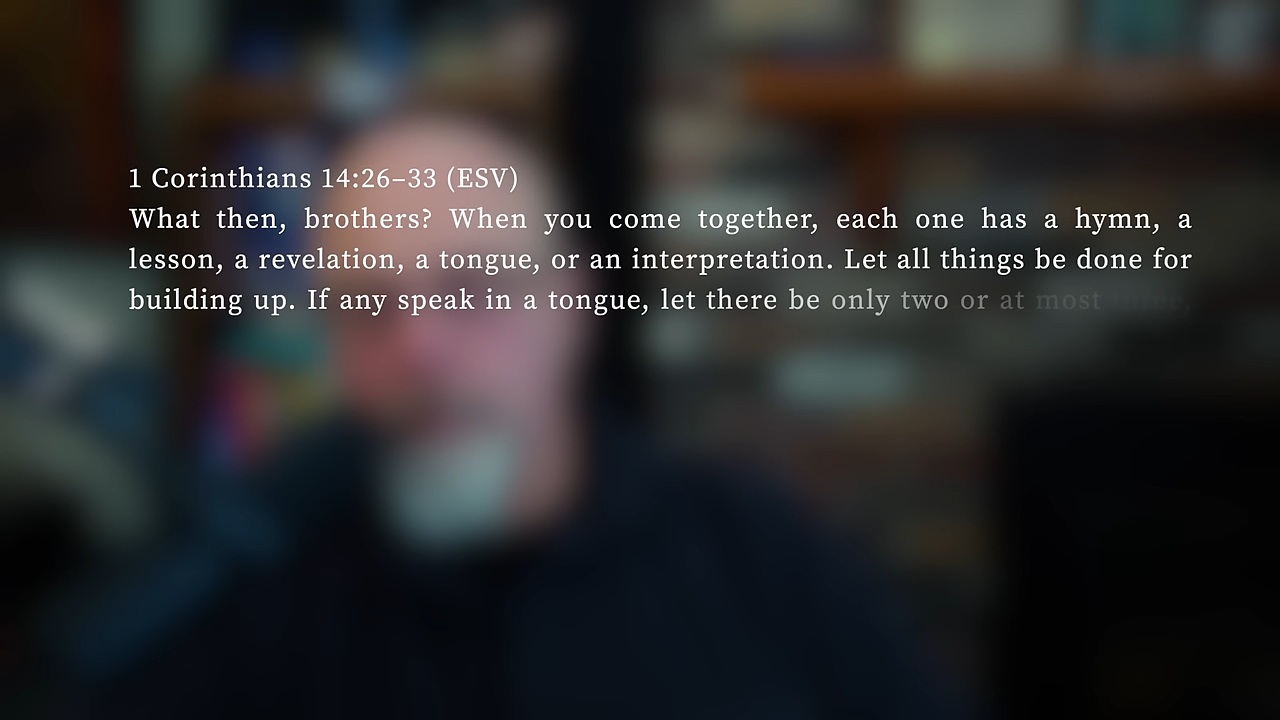 1 Corinthians 14:26–33 (ESV)
What then, brothers? When you come together, each one has a hymn, a
lesson, a revelation, a tongue, or an interpretation. Let all things be done for
building up. If any speak in a tongue, let there be only two or at most three,